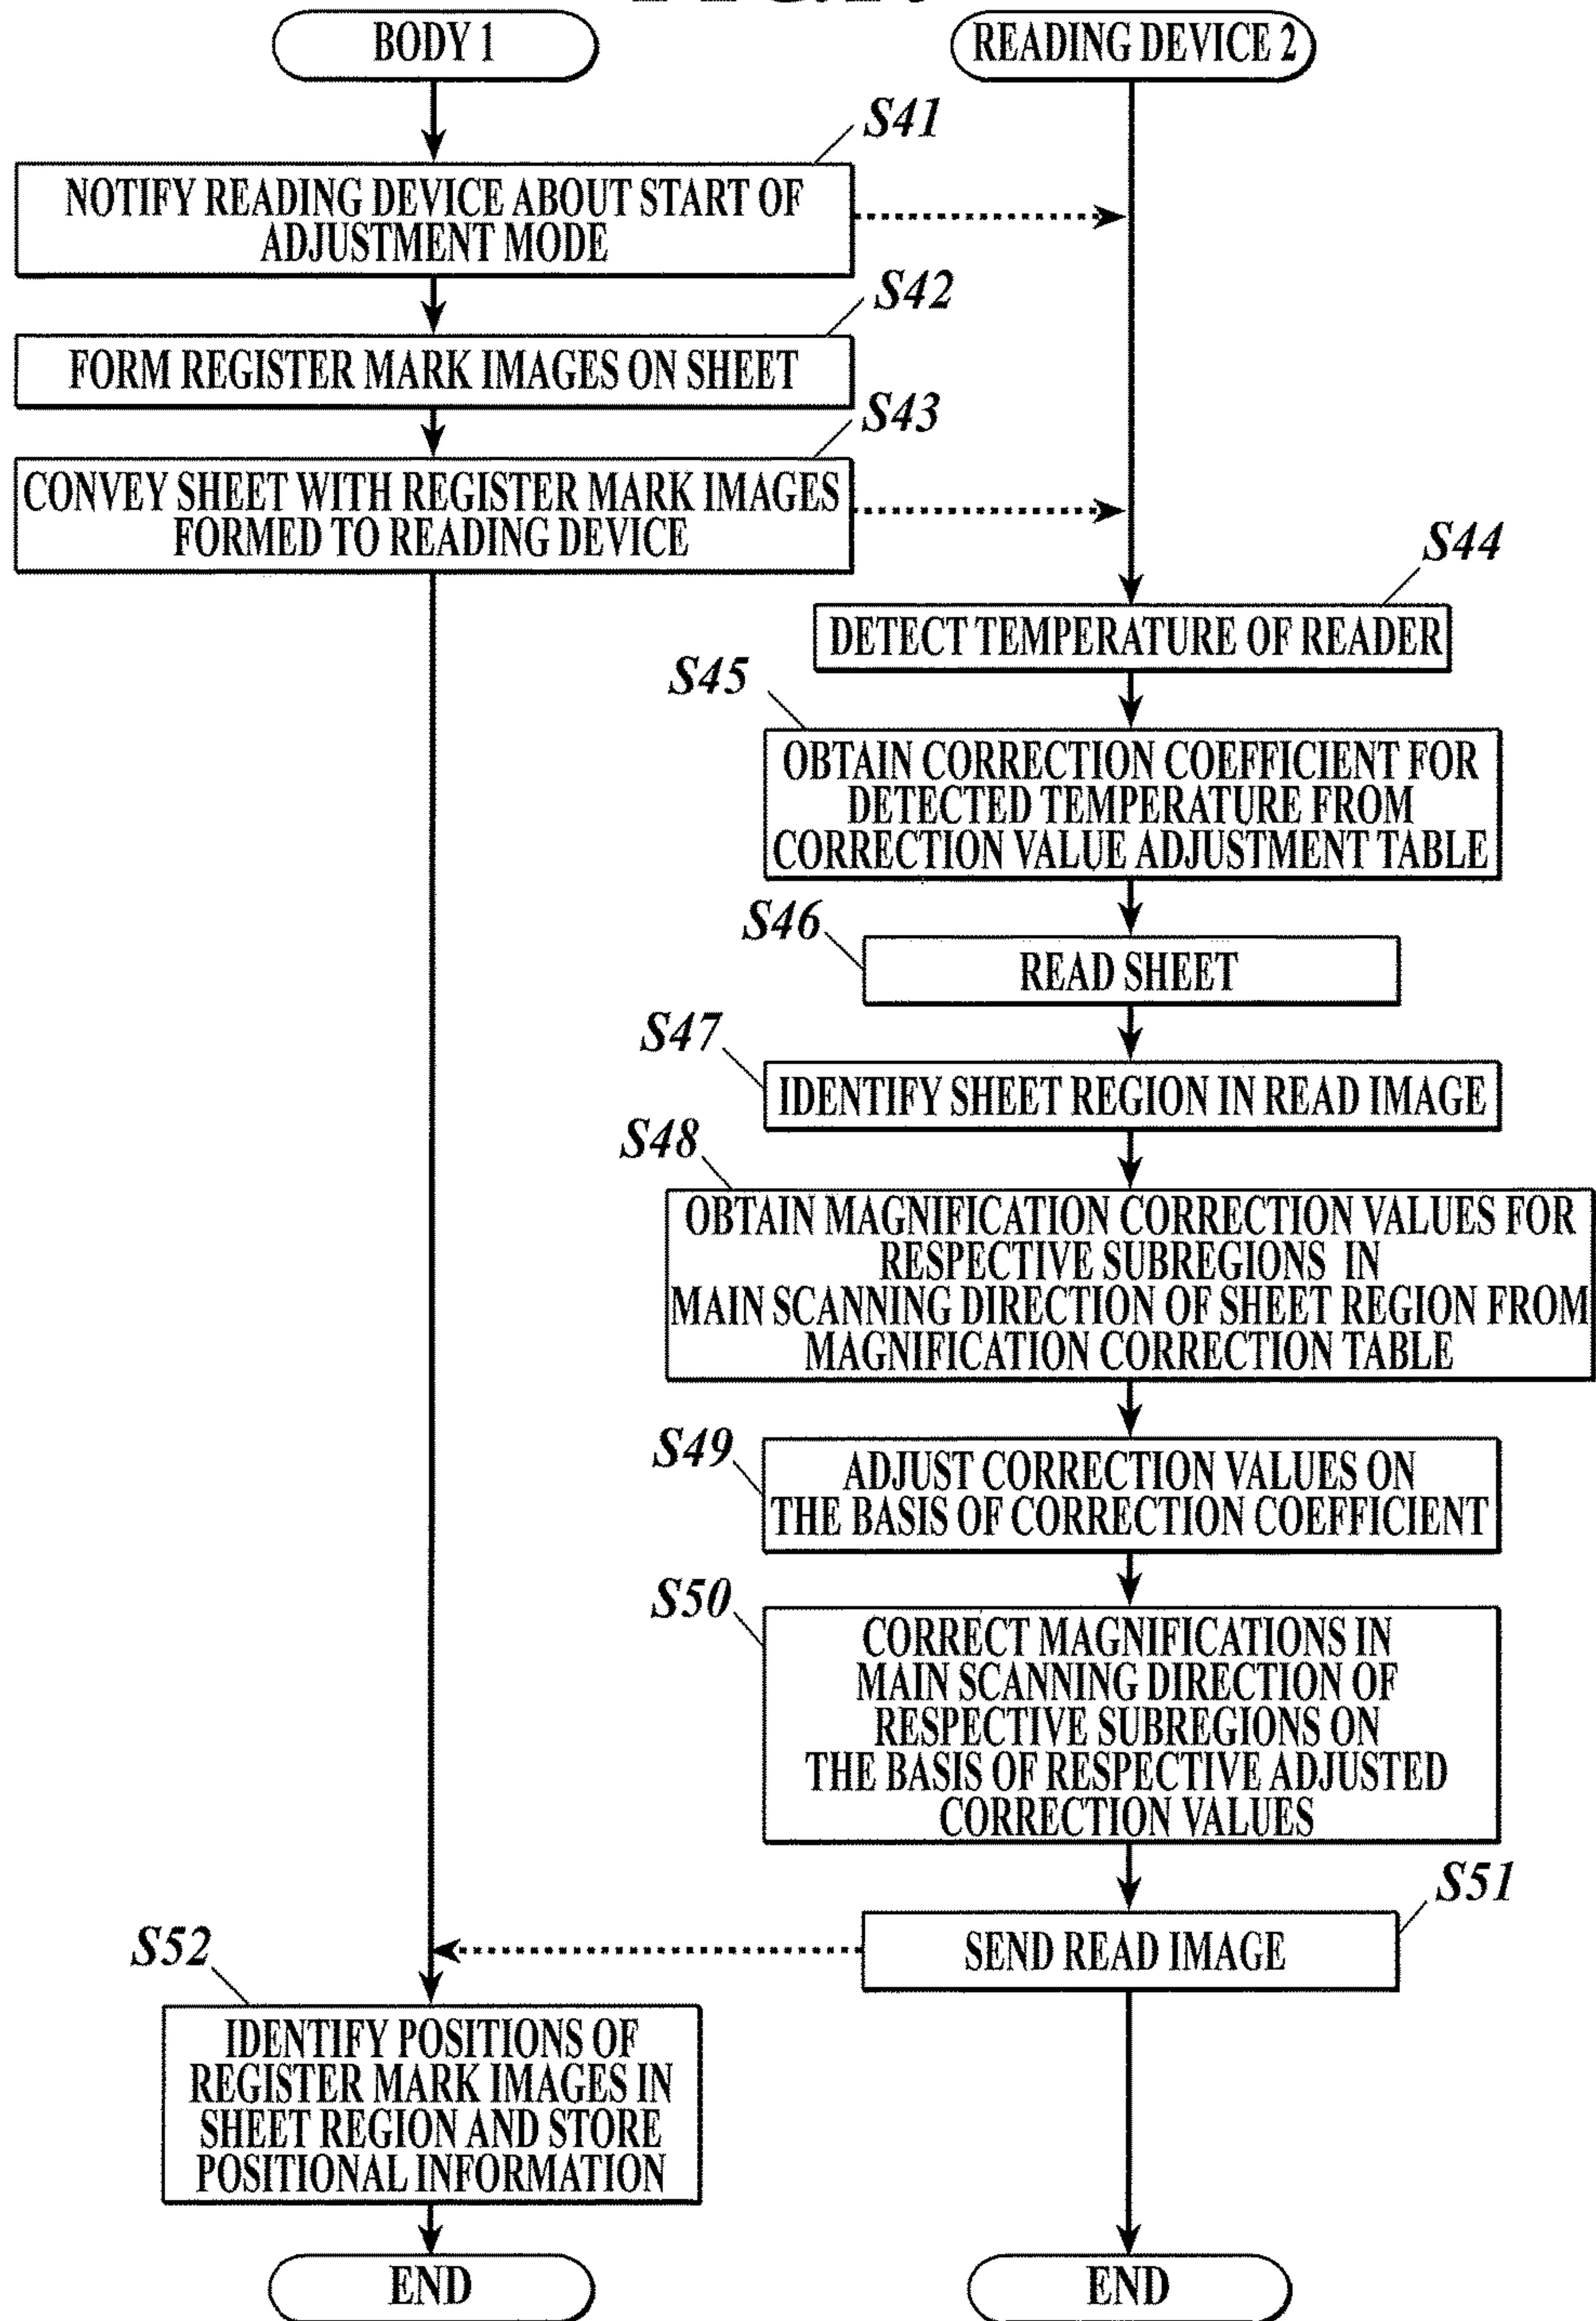 BODY 1
READING DEVICE 2
S41
NOTIFY READING DEVICE ABOUT START OF
ADJUSTMENT MODE
S42
FORM REGISTER MARK IMAGES ON SHEET
S43
CONVEY SHEET WITH REGISTER MARK IMAGES
FORMED TO READING DEVICE
S44
DETECT TEMPERATURE OF READER
S45
OBTAIN CORRECTION COEFFICIENT FOR
DETECTED TEMPERATURE FROM
CORRECTION VALUE ADJUSTMENT TABLE
S46
READ SHEET
S47
IDENTIFY SHEET REGION IN READ IMAGE
S48
OBTAIN MAGNIFICATION CORRECTION VALUES FOR
RESPECTIVE SUBREGIONS IN
MAIN SCANNING DIRECTION OF SHEET REGION FROM
MAGNIFICATION CORRECTION TABLE
S49
ADJUST CORRECTION VALUES ON
THE BASIS OF CORRECTION COEFFICIENT
S50
CORRECT MAGNIFICATIONS IN
MAIN SCANNING DIRECTION OF
RESPECTIVE SUBREGIONS ON
THE BASIS OF RESPECTIVE ADJUSTED
CORRECTION VALUES
S51
SEND READ IMAGE
S52
IDENTIFY POSITIONS OF
REGISTER MARK IMAGES IN
SHEET REGION AND STORE
POSITIONAL INFORMATION
END
END